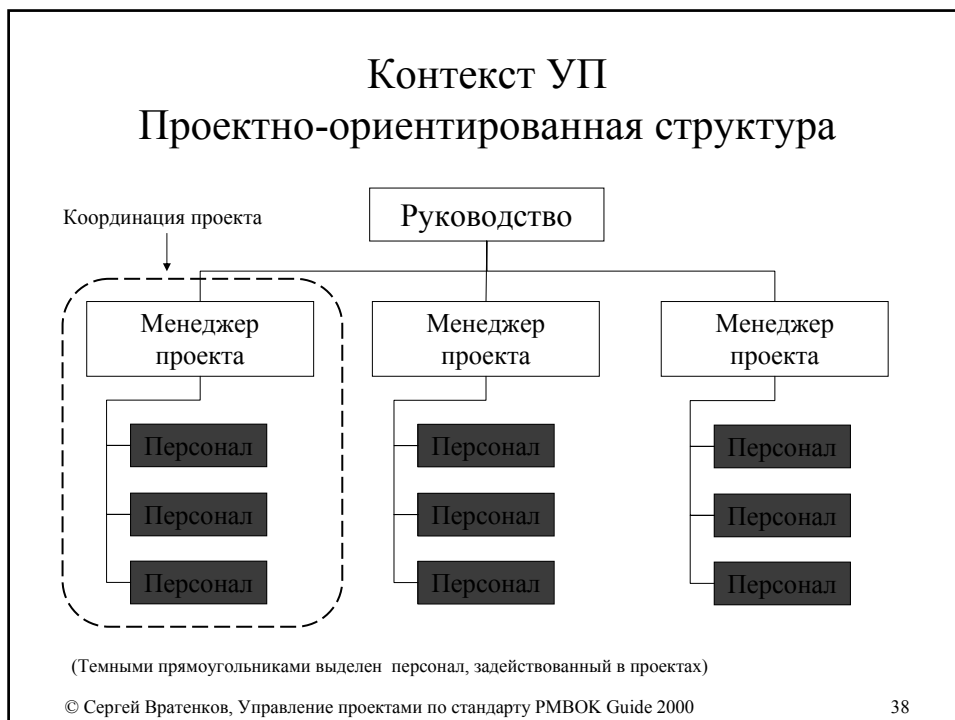 Контекст УП
Проектно-ориентированная структура
Координация проекта
Руководство
Менеджер
проекта
Менеджер
проекта
Менеджер
проекта
Персонал
Персонал
Персонал
Персонал
Персонал
Персонал
Персонал
Персонал
Персонал
(Темными прямоугольниками выделен персонал, задействованный в проектах)
© Сергей Вратенков, Управление проектами по стандарту PMBOK Guide 2000
38